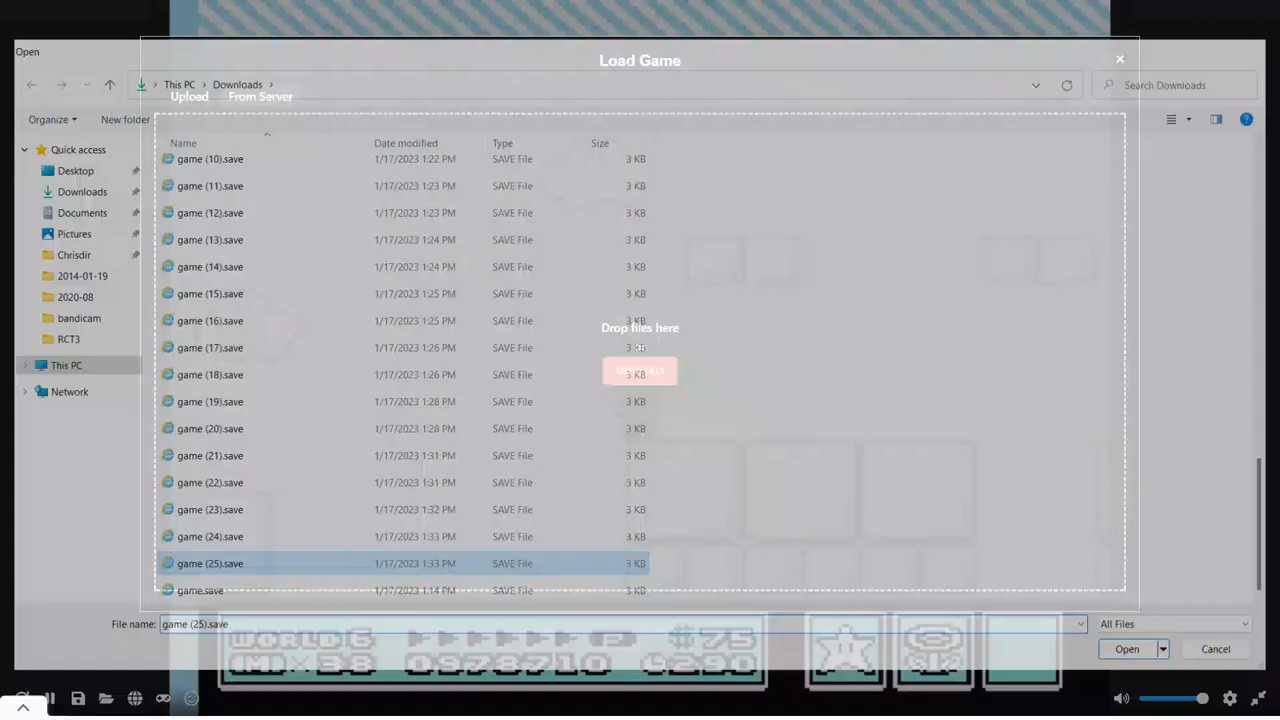 Open
Load Game ×
This PC > Downloads >
Search Downloads
Upload From Server
Organize New folder
Name Date modified Type Size
game (10).save 1/17/2023 1:22 PM SAVE File 3 KB
game (11).save 1/17/2023 1:23 PM SAVE File 3 KB
game (12).save 1/17/2023 1:23 PM SAVE File 3 KB
game (13).save 1/17/2023 1:24 PM SAVE File 3 KB
game (14).save 1/17/2023 1:24 PM SAVE File 3 KB
game (15).save 1/17/2023 1:25 PM SAVE File 3 KB
game (16).save 1/17/2023 1:25 PM SAVE File 3 KB
game (17).save 1/17/2023 1:26 PM SAVE File 3 KB
game (18).save 1/17/2023 1:26 PM SAVE File 3 KB
game (19).save 1/17/2023 1:28 PM SAVE File 3 KB
game (20).save 1/17/2023 1:28 PM SAVE File 3 KB
game (21).save 1/17/2023 1:31 PM SAVE File 3 KB
game (22).save 1/17/2023 1:31 PM SAVE File 3 KB
game (23).save 1/17/2023 1:32 PM SAVE File 3 KB
game (24).save 1/17/2023 1:33 PM SAVE File 3 KB
game (25).save 1/17/2023 1:33 PM SAVE File 3 KB
game.save 1/17/2023 1:14 PM SAVE File 3 KB
Quick access
Desktop
Downloads
Documents
Pictures
Chrisdir
2014-01-19
2020-08
bandicam
RCT3
This PC
Network
Drop files here
File name: game (25).save
All Files
Open Cancel
WORLD 6 P #75
M×38 0978710 290